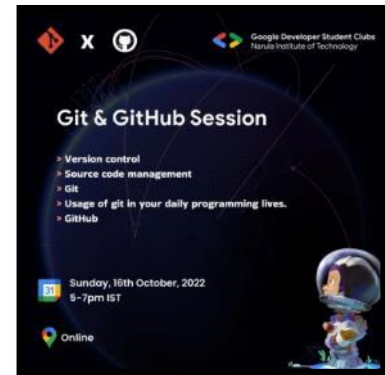 X
Google Developer Student Clubs
Narula Institute of Technology
Git & GitHub Session
> Version control
> Source code management
> Git
> Usage of git in your daily programming lives.
> GitHub
31
Sunday, 16th October, 2022
5-7pm IST
Online